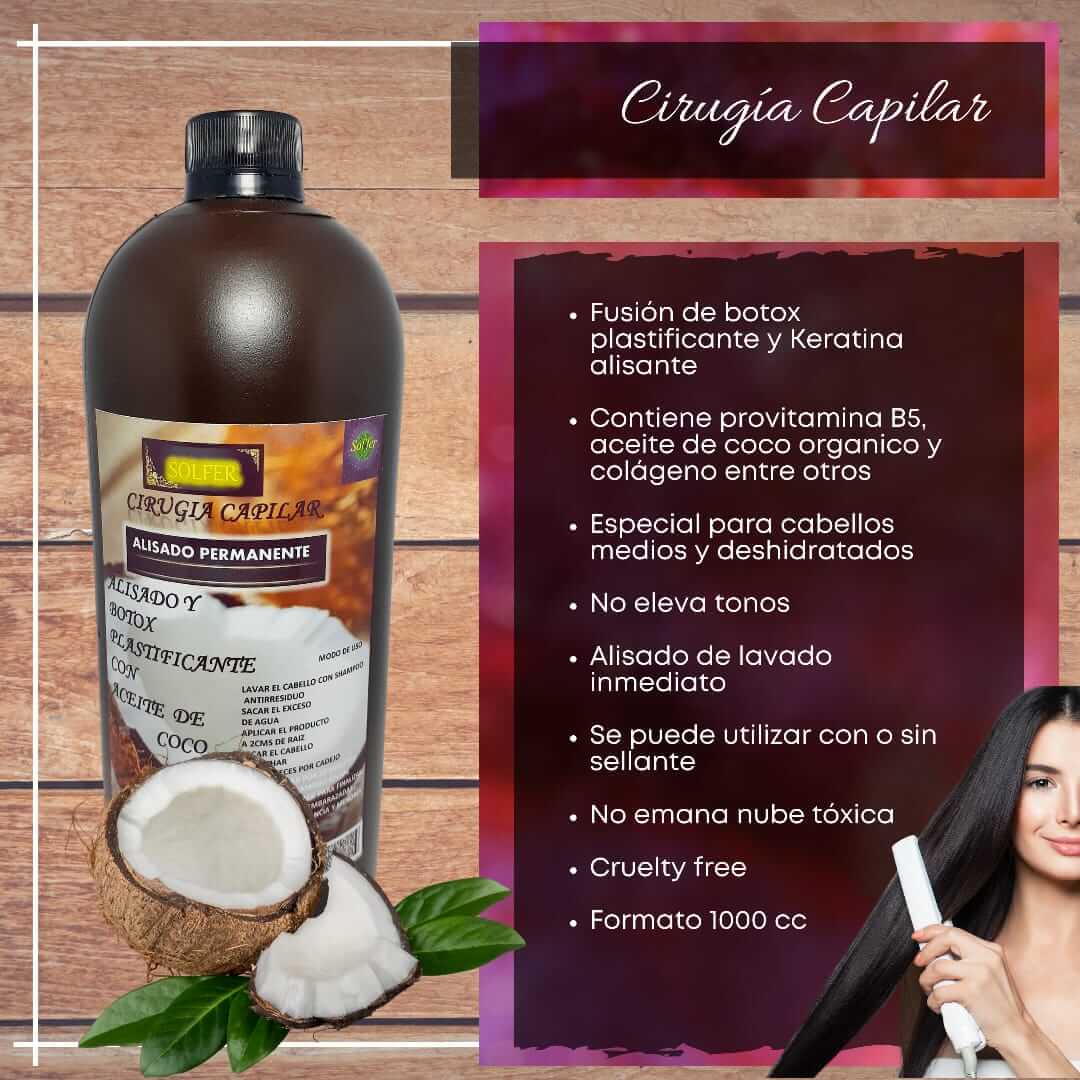 Cirugía Capilar
Fusión de botox
plastificante y Keratina
alisante
Contiene provitamina B5,
aceite de coco organico y
colágeno entre otros
Especial para cabellos
medios y deshidratados
No eleva tonos
Alisado de lavado
inmediato
Se puede utilizar con o sin
sellante
No emana nube tóxica
Cruelty free
Formato 1000 cc
SOLFER
Solfer
CIRUGIA CAPILAR
ALISADO PERMANENTE
ALISADO Y
BOTOX
PLASTIFICANTE
CON
ACEITE DE
COCO
MODO DE USO
LAVAR EL CABELLO CON SHAMPOO
ANTIRRESIDUO
SACAR EL EXCESO
DE AGUA
APLICAR EL PRODUCTO
A 2CMS DE RAIZ
EL CABELLO
POR CADEJO